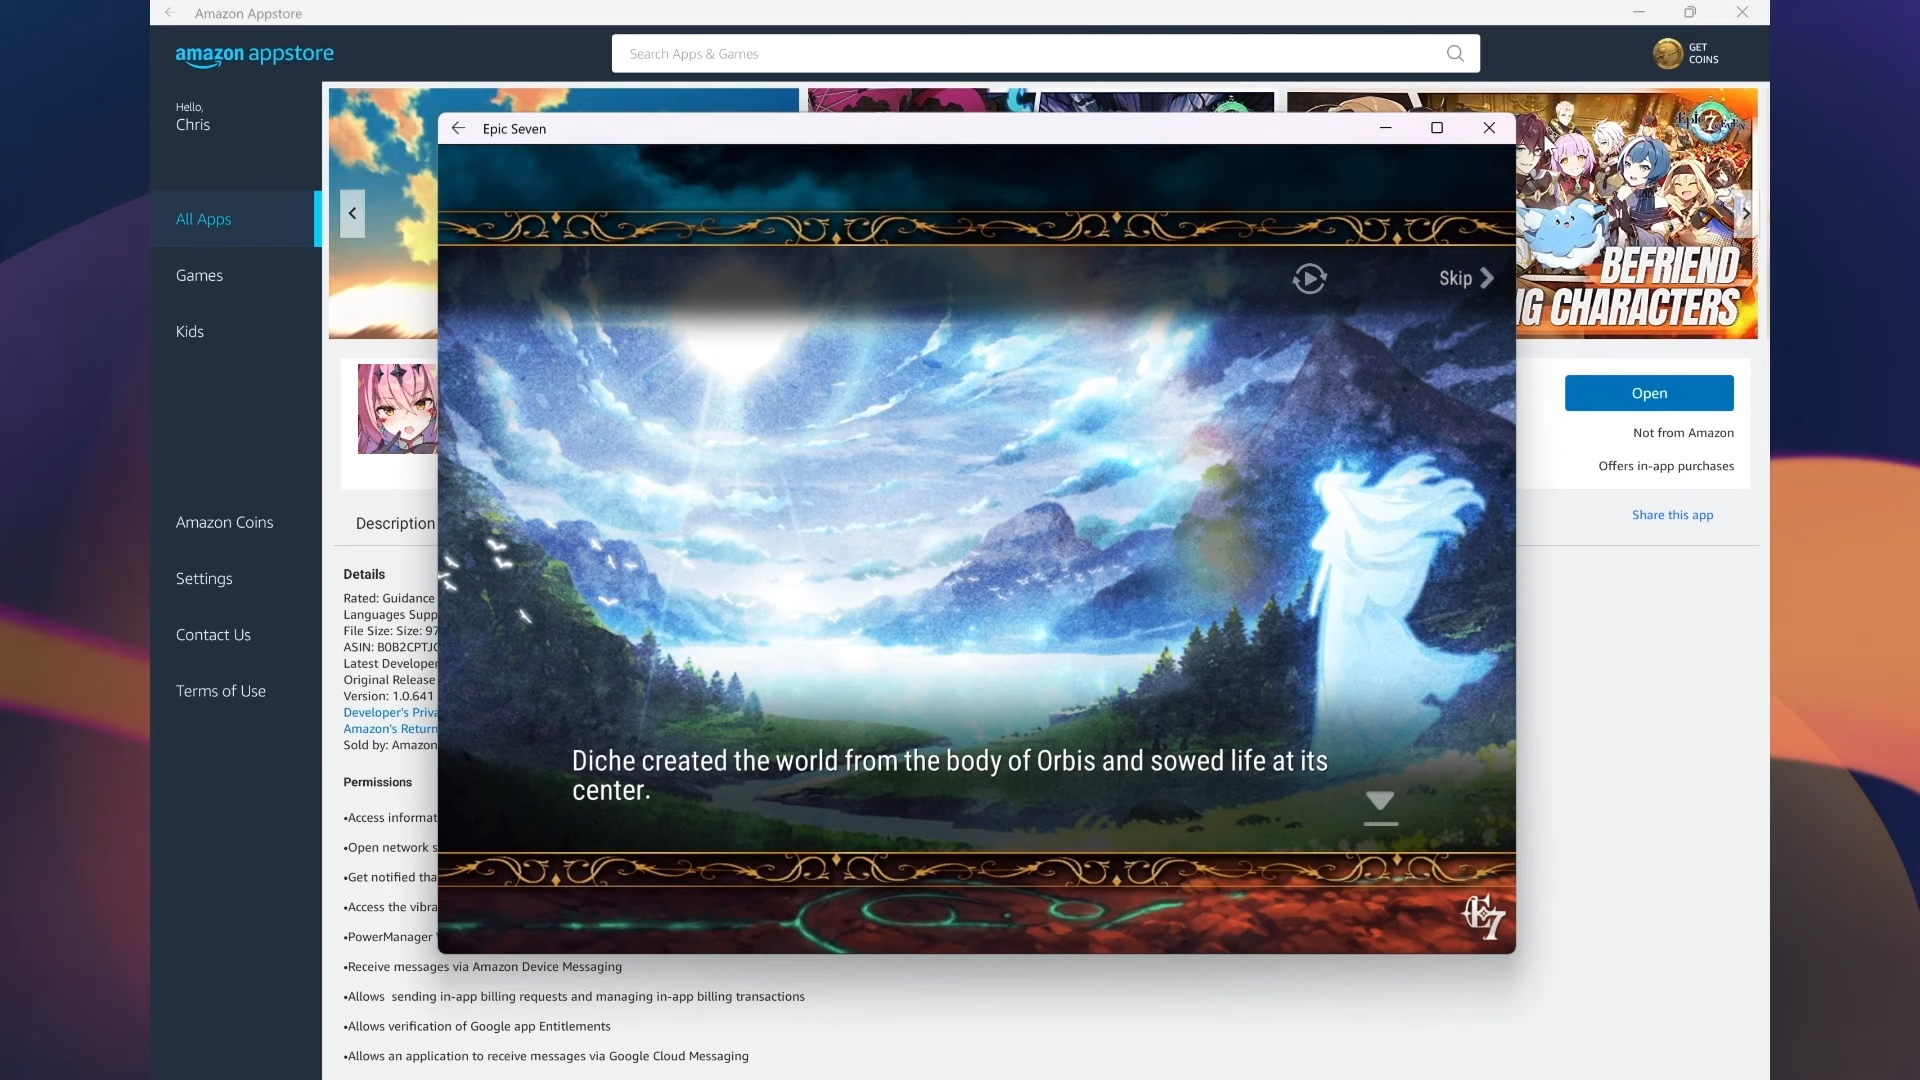 Amazon Appstore
amazon appstore
Search Apps & Games
GET
COINS
Hello,
Chris
All Apps
Games
Kids
Amazon Coins
Settings
Contact Us
Terms of Use
Epic Seven
Skip
Diche created the world from the body of Orbis and sowed life at its
center.
E7
BEFRIEND
CHARACTERS
Open
Not from Amazon
Offers in-app purchases
Share this app
Description
Details
Rated: Guidance
Languages Supp
File Size: Size: 97
ASIN: B0B2CPTJ
Latest Developer
Original Release
Version: 1.0.641
Developer's Priva
Amazon's Return
Sold by: Amazon
Permissions
•Access informat
•Open network s
•Get notified tha
•Access the vibra
•PowerManager
•Receive messages via Amazon Device Messaging
•Allows sending in-app billing requests and managing in-app billing transactions
•Allows verification of Google app Entitlements
•Allows an application to receive messages via Google Cloud Messaging